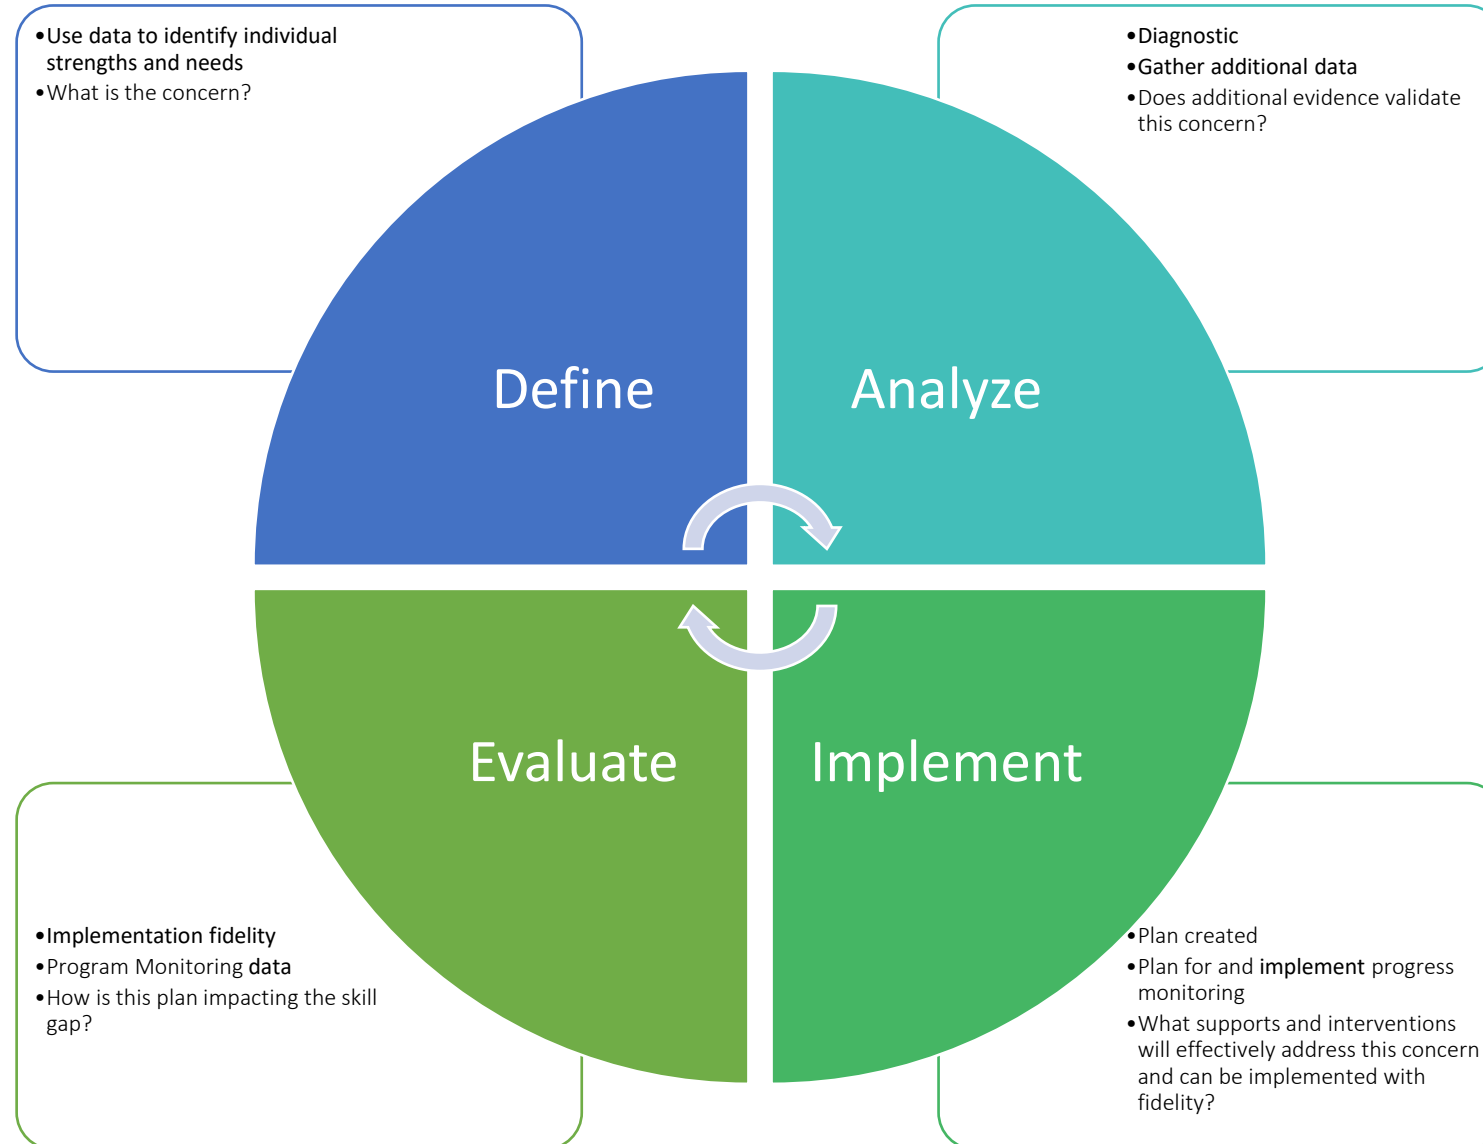 •Use data to identify individual
strengths and needs
•What is the concern?
•Diagnostic
•Gather additional data
•Does additional evidence validate
this concern?
Define
Analyze
Evaluate
Implement
•Implementation fidelity
•Program Monitoring data
•How is this plan impacting the skill
gap?
•Plan created
•Plan for and implement progress
monitoring
•What supports and interventions
will effectively address this concern
and can be implemented with
fidelity?